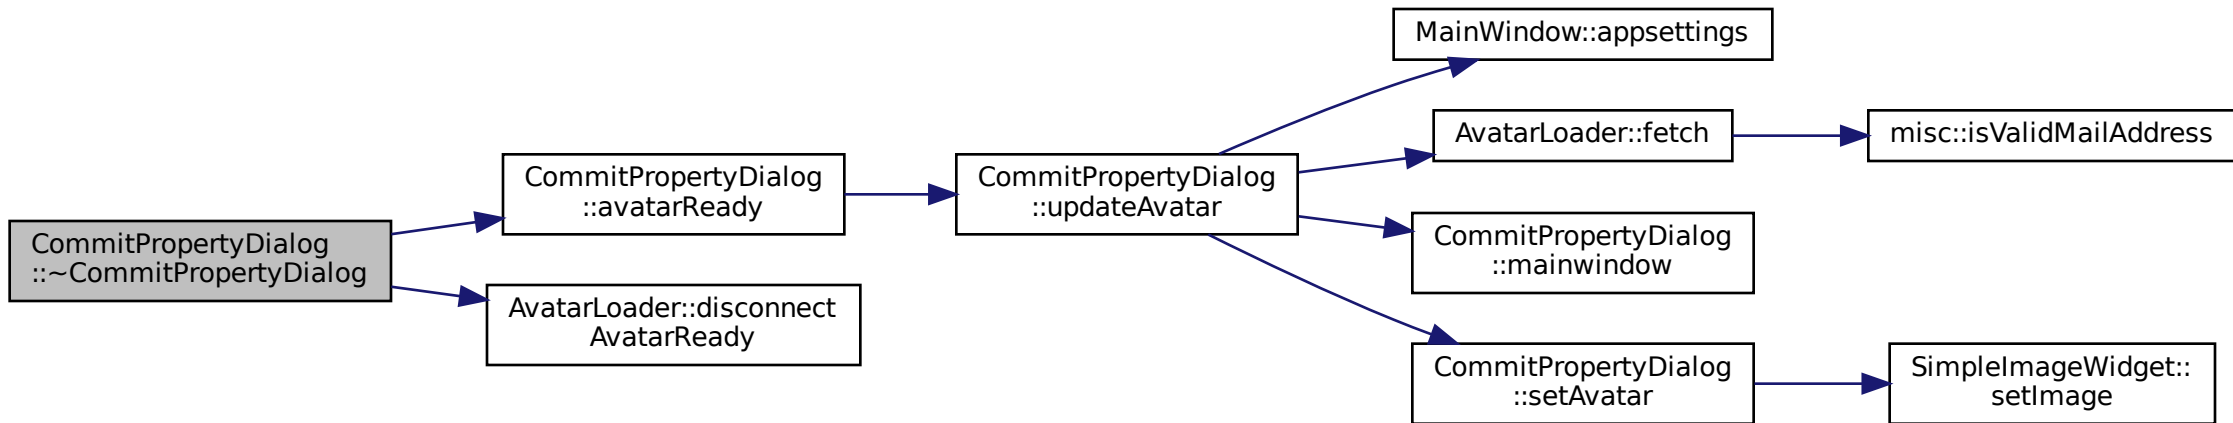 CommitPropertyDialog
::~CommitPropertyDialog
CommitPropertyDialog
::avatarReady
AvatarLoader::disconnect
AvatarReady
CommitPropertyDialog
::updateAvatar
MainWindow::appsettings
AvatarLoader::fetch
misc::isValidMailAddress
CommitPropertyDialog
::mainwindow
CommitPropertyDialog
::setAvatar
SimpleImageWidget::
setImage